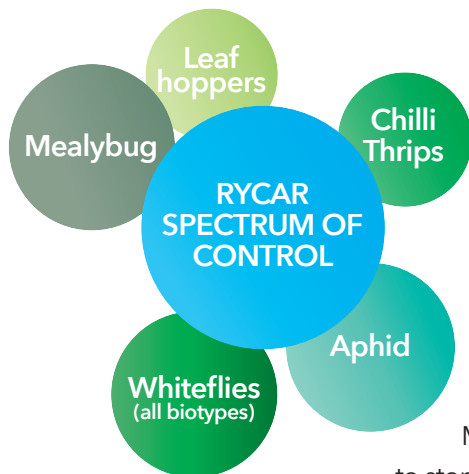 Leaf
hoppers
Mealybug
Chilli
Thrips
RYCAR
SPECTRUM OF
CONTROL
Aphid
Whiteflies
(all biotypes)